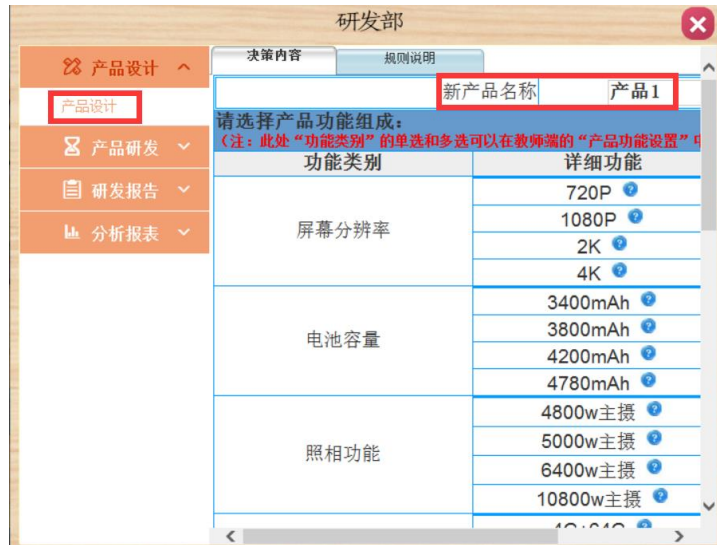 研发部
产品设计
产品设计
产品研发
研发报告
分析报表
决策内容 规则说明
新产品名称 产品1
请选择产品功能组成:
(注:此处“功能类别”的单选和多选可以在教师端的“产品功能设置”
功能类别 详细功能
屏幕分辨率
720P
1080P
2K
4K
电池容量
3400mAh
3800mAh
4200mAh
4780mAh
照相功能
4800w主摄
5000w主摄
6400w主摄
10800w主摄